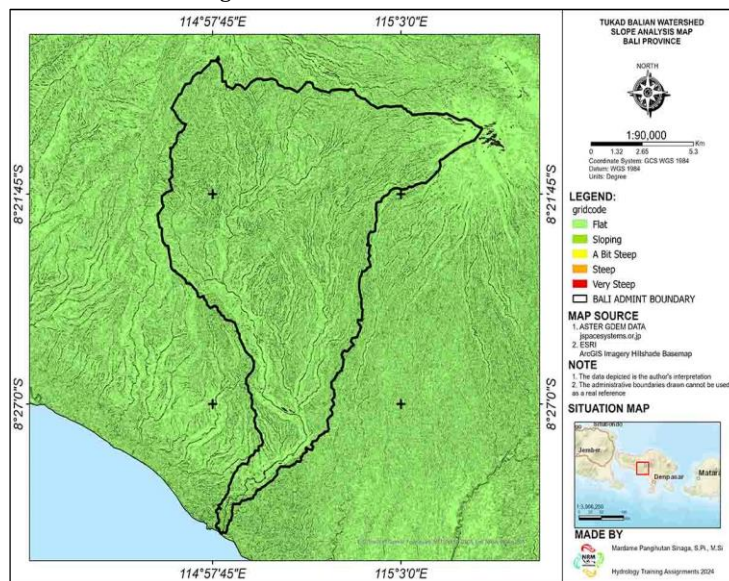 114°57'45"E
115°3'0"E
8°21'45"S
8°27'0"S
8°21'45"S
8°27'0"S
114°57'45"E
115°3'0"E
TUKAD BALIAN WATERSHED
SLOPE ANALYSIS MAP
BALI PROVINCE
NORTH
1:90,000
Km
0 1.32 2.65 5.3
Coordinate System: GCS WGS 1984
Datum: WGS 1984
Units: Degree
LEGEND:
gridcode
Flat
Sloping
A Bit Steep
Steep
Very Steep
BALI ADMINT BOUNDARY
MAP SOURCE
1. ASTER GDEM DATA
jspacesystems.or.jp
2. ESRI
ArcGIS Imagery Hillshade Basemap
NOTE
1. The data depicted is the author's interpretation
2. The administrative boundaries drawn cannot be used
as a real reference
SITUATION MAP
Jember
Denpasar
Matara
MADE BY
NRM
Mardame Pangihutan Sinaga, S.Pi., M.Si
Hydrology Training Assignments 2024